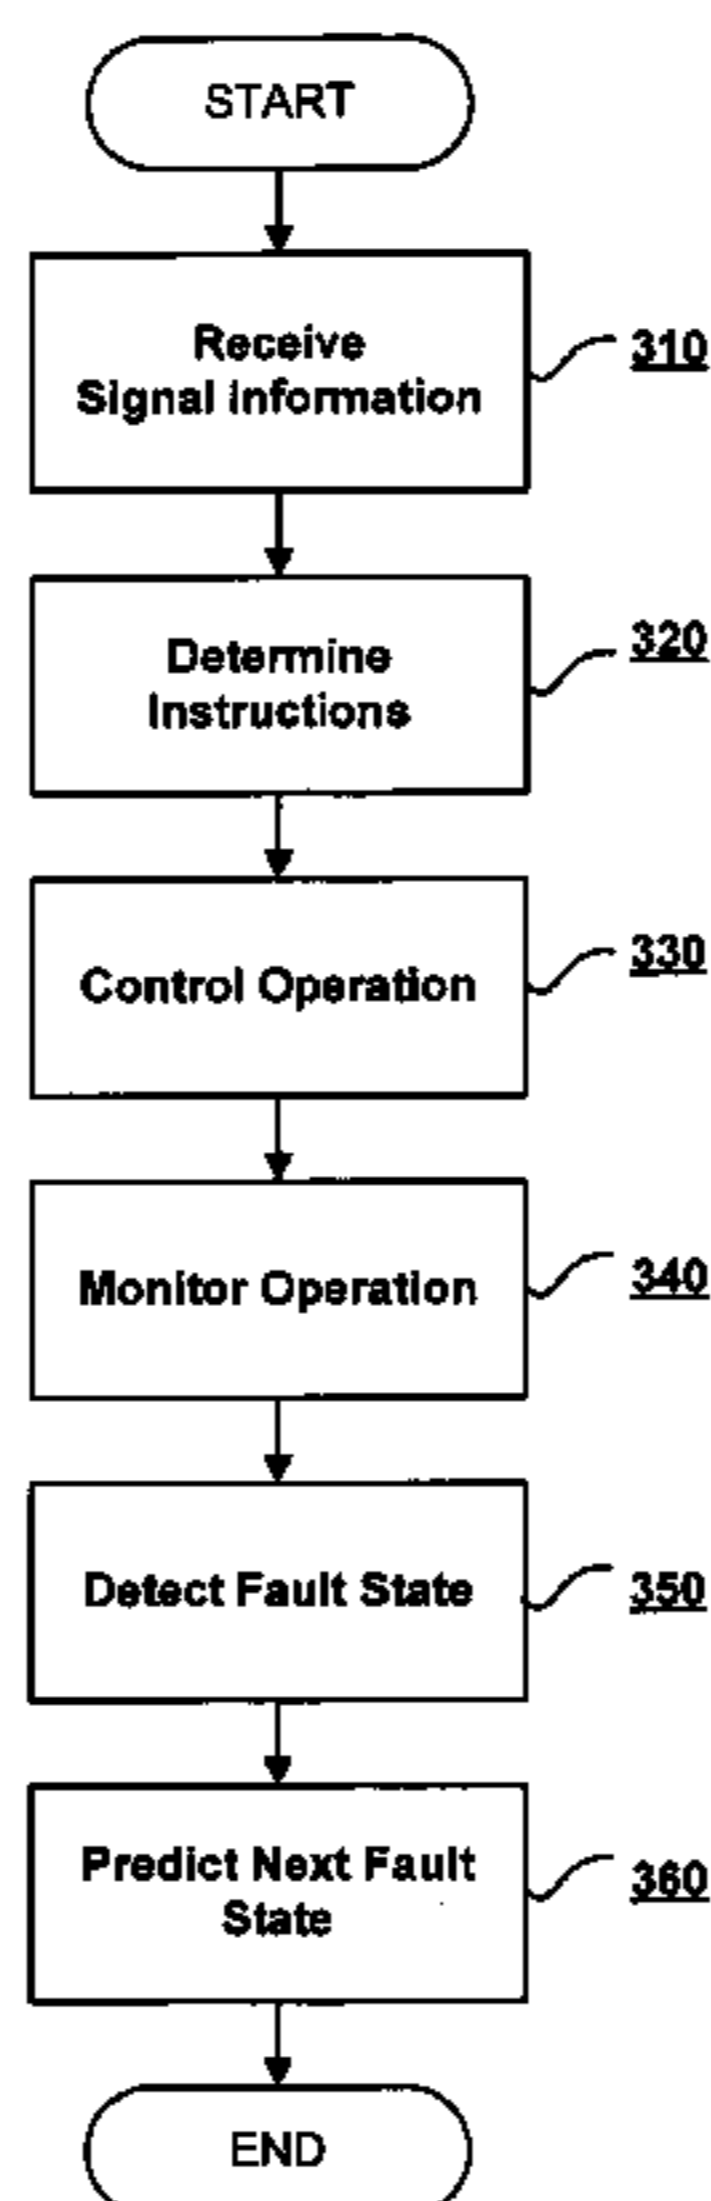 START
Receive
Signal Information
310
Determine
Instructions
320
Control Operation
330
Monitor Operation
340
Detect Fault State
350
Predict Next Fault
State
360
END